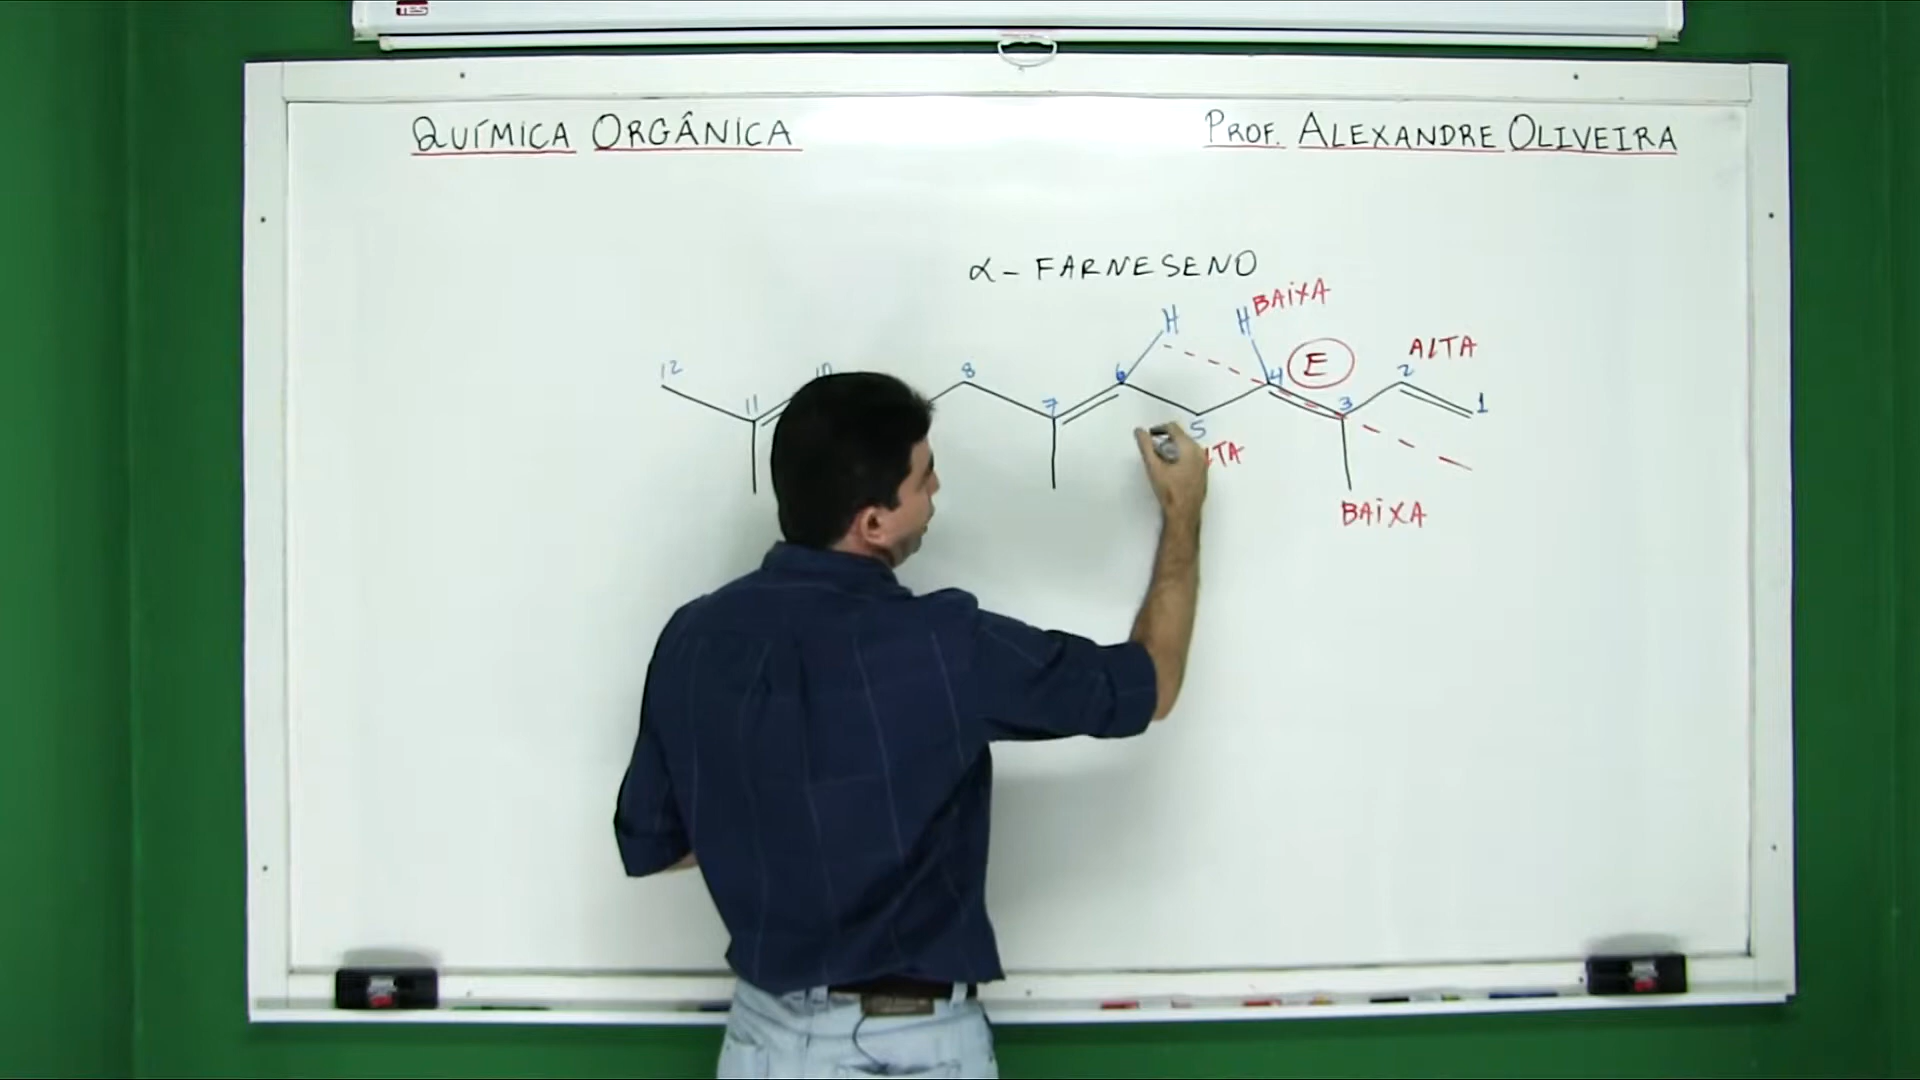 QUÍMICA ORGÂNICA
PROF. ALEXANDRE OLIVEIRA
α - FARNESENO
H H BAIXA
E ALTA
12 11 8 7 6 5 4 3 2 1
BAIXA